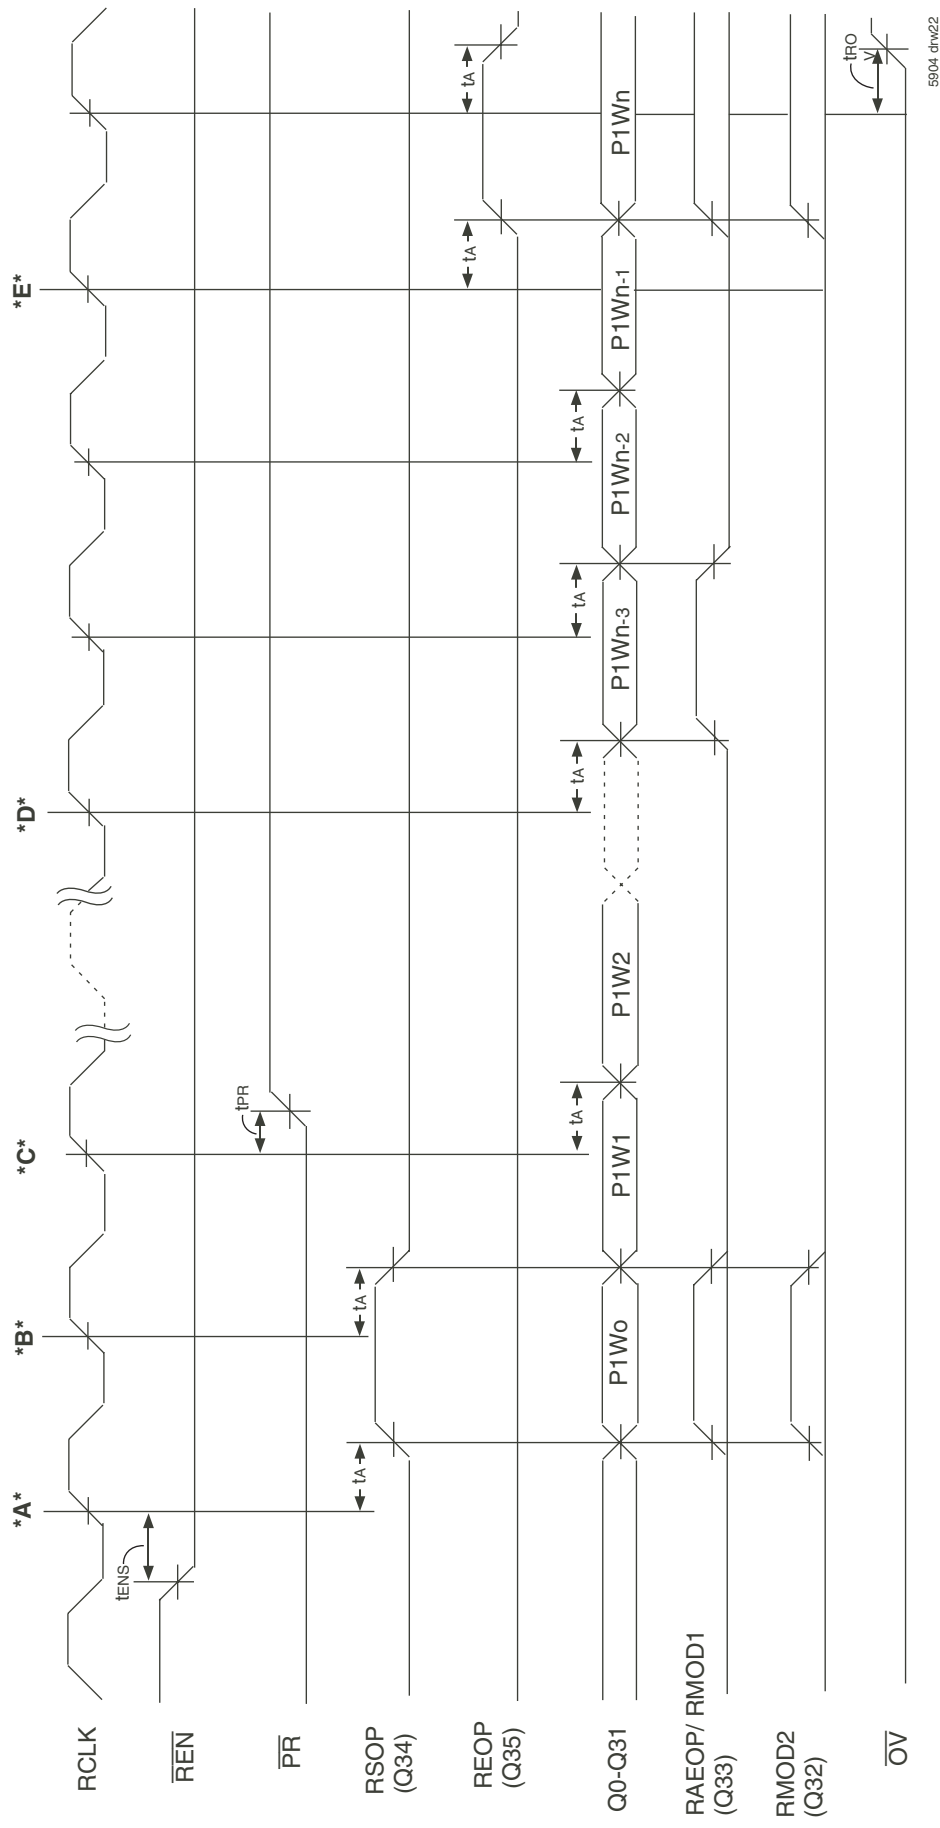 *A*
*B*
*C*
*D*
*E*
RCLK
tENS
REN
tPR
PR
tA
tA
RSOP
(Q34)
tA
tA
REOP
(Q35)
tA
tA
tA
tA
Q0-Q31
P1Wo
P1W1
P1W2
P1Wn-3
P1Wn-2
P1Wn-1
P1Wn
RAEOP/ RMOD1
(Q33)
RMOD2
(Q32)
tRO
V
OV
5904 drw22